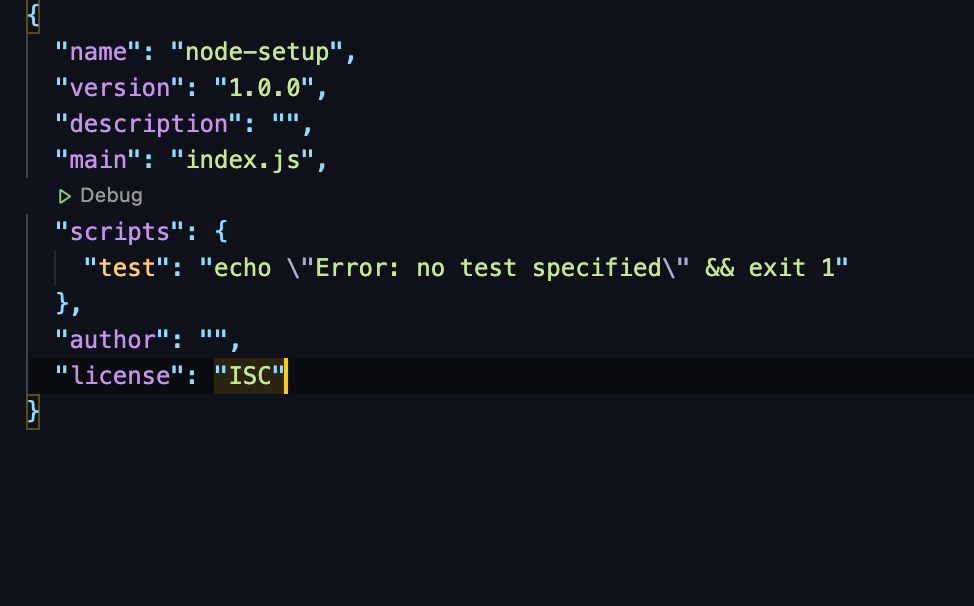 {
  "name": "node-setup",
  "version": "1.0.0",
  "description": "",
  "main": "index.js",
  Debug
  "scripts": {
    "test": "echo \"Error: no test specified\" && exit 1"
  },
  "author": "",
  "license": "ISC"
}